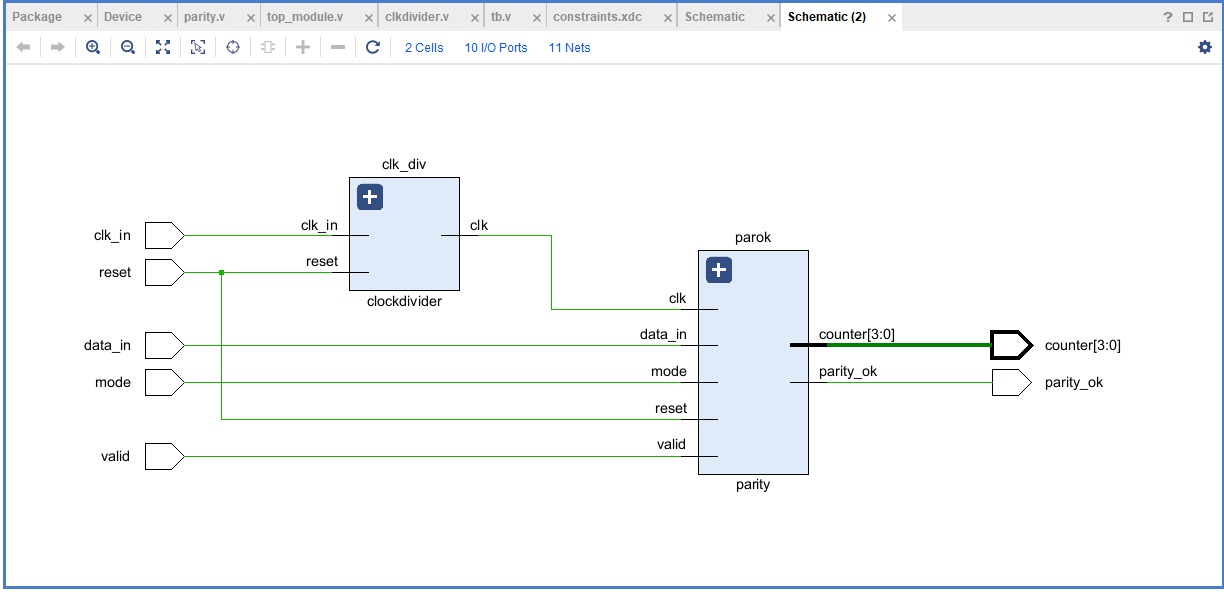 Package Device parity.v top_module.v clkdivider.v tb.v constraints.xdc Schematic Schematic (2) ?
2 Cells 10 I/O Ports 11 Nets
clk_div
clk_in clk_in clk
reset reset
clockdivider
parok
clk
data_in data_in counter[3:0] counter[3:0]
mode mode parity_ok parity_ok
reset
valid valid
parity